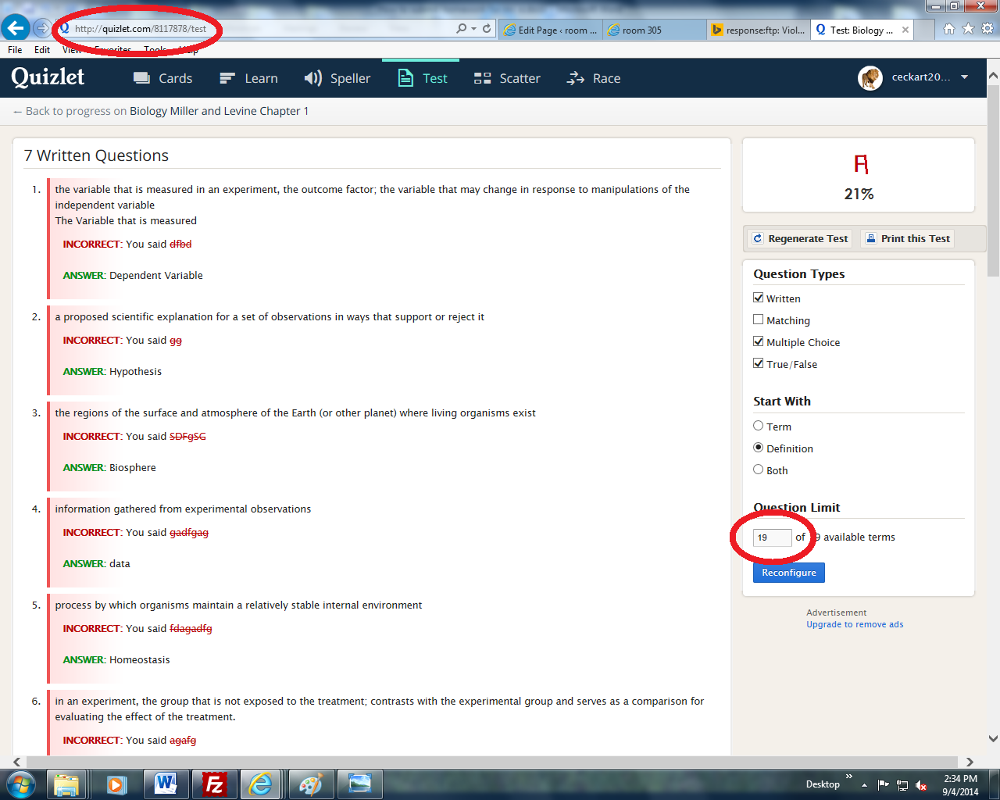 http://quizlet.com/8117878/test
Edit Page ‹ room ...
room 305
response:ftp: Viol...
Test: Biology ...
File Edit View Favorites Tools Help
Quizlet
Cards Learn Speller Test Scatter Race
ceckart20...
← Back to progress on Biology Miller and Levine Chapter 1
7 Written Questions
1. the variable that is measured in an experiment, the outcome factor; the variable that may change in response to manipulations of the
independent variable
The Variable that is measured
INCORRECT: You said dfbd
ANSWER: Dependent Variable
2. a proposed scientific explanation for a set of observations in ways that support or reject it
INCORRECT: You said gg
ANSWER: Hypothesis
3. the regions of the surface and atmosphere of the Earth (or other planet) where living organisms exist
INCORRECT: You said SDFgSG
ANSWER: Biosphere
4. information gathered from experimental observations
INCORRECT: You said gadfgag
ANSWER: data
5. process by which organisms maintain a relatively stable internal environment
INCORRECT: You said fdagadfg
ANSWER: Homeostasis
6. in an experiment, the group that is not exposed to the treatment; contrasts with the experimental group and serves as a comparison for
evaluating the effect of the treatment.
INCORRECT: You said agafg
21%
Regenerate Test Print this Test
Question Types
Written
Matching
Multiple Choice
True/False
Start With
Term
Definition
Both
Question Limit
19 of 19 available terms
Reconfigure
Advertisement
Upgrade to remove ads
Desktop
2:34 PM
9/4/2014